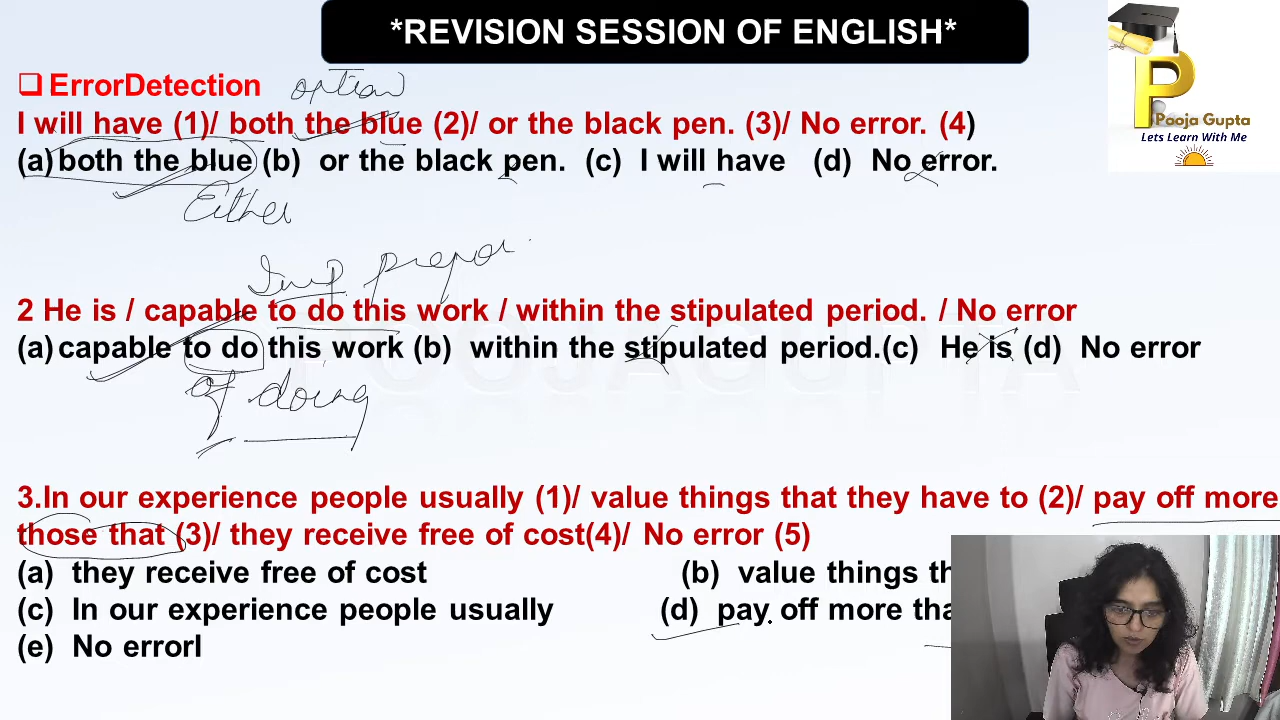 *REVISION SESSION OF ENGLISH*
P
Pooja Gupta
Lets Learn With Me
❑ ErrorDetection option
I will have (1)/ both the blue (2)/ or the black pen. (3)/ No error. (4)
(a) both the blue (b) or the black pen. (c) I will have (d) No error.
Either
prepo
2 He is / capable to do this work / within the stipulated period. / No error
(a) capable to do this work (b) within the stipulated period.(c) He is (d) No error
of doing
POOJA GUPTA
3.In our experience people usually (1)/ value things that they have to (2)/ pay off more
those that (3)/ they receive free of cost(4)/ No error (5)
(a) they receive free of cost (b) value things
(c) In our experience people usually (d) pay off more
(e) No errorl